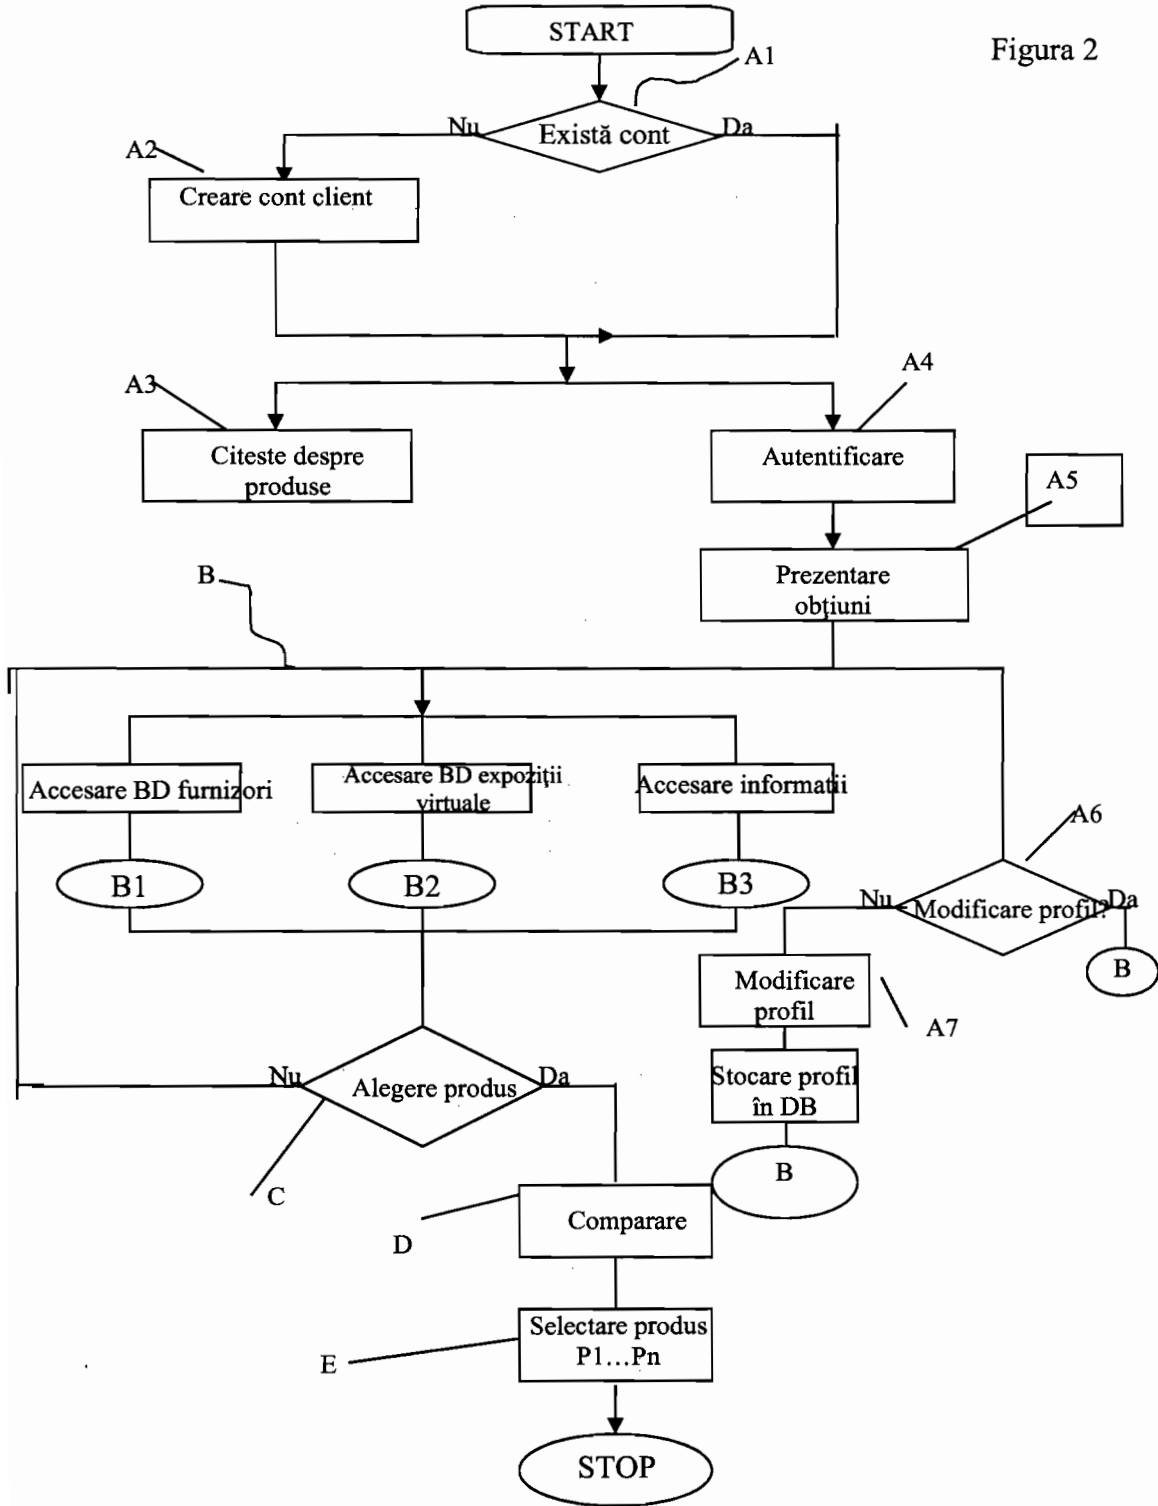 START
Figura 2
A1
Nu
Există cont
Da
A2
Creare cont client
A3
A4
Citeste despre
produse
Autentificare
A5
Prezentare
obţiuni
B
Accesare BD furnizori
Accesare BD expoziţii
virtuale
Accesare informatii
A6
B1
B2
B3
Nu
Modificare profil?
Da
B
Modificare
profil
A7
Nu
Alegere produs
Da
Stocare profil
în DB
B
C
D
Comparare
Selectare produs
P1...Pn
E
STOP